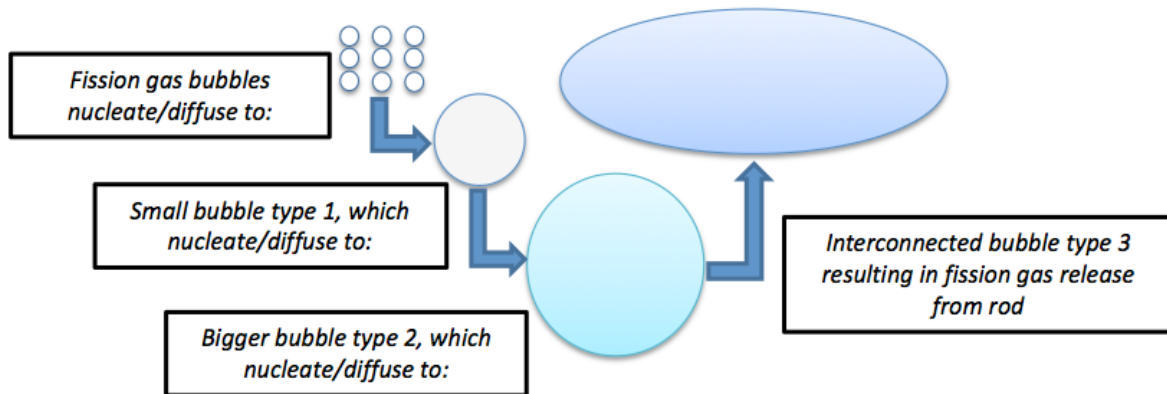 Fission gas bubbles
nucleate/diffuse to:
Small bubble type 1, which
nucleate/diffuse to:
Bigger bubble type 2, which
nucleate/diffuse to:
Interconnected bubble type 3
resulting in fission gas release
from rod